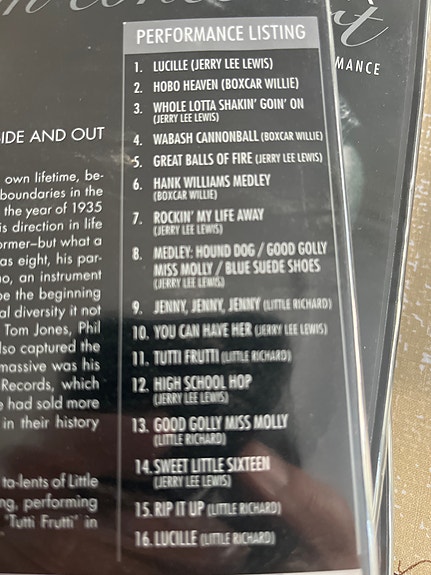 n concert
PERFORMANCE LISTING
MANCE
1. LUCILLE (JERRY LEE LEWIS)
2. HOBO HEAVEN (BOXCAR WILLIE)
3. WHOLE LOTTA SHAKIN' GOIN' ON
(JERRY LEE LEWIS)
4. WABASH CANNONBALL (BOXCAR WILLIE)
5. GREAT BALLS OF FIRE (JERRY LEE LEWIS)
6. HANK WILLIAMS MEDLEY
(BOXCAR WILLIE)
7. ROCKIN' MY LIFE AWAY
(JERRY LEE LEWIS)
8. MEDLEY: HOUND DOG / GOOD GOLLY
MISS MOLLY / BLUE SUEDE SHOES
(JERRY LEE LEWIS)
9. JENNY, JENNY, JENNY (LITTLE RICHARD)
10. YOU CAN HAVE HER (JERRY LEE LEWIS)
11. TUTTI FRUTTI (LITTLE RICHARD)
12. HIGH SCHOOL HOP
(JERRY LEE LEWIS)
13. GOOD GOLLY MISS MOLLY
(LITTLE RICHARD)
14. SWEET LITTLE SIXTEEN
(JERRY LEE LEWIS)
15. RIP IT UP (LITTLE RICHARD)
16. LUCILLE (LITTLE RICHARD)
SIDE AND OUT
own lifetime, be-
boundaries in the
the year of 1935
is direction in life
ormer–but what a
as eight, his par-
no, an instrument
be the beginning
al diversity it not
Tom Jones, Phil
lso captured the
massive was his
Records, which
e had sold more
in their history
ta-lents of Little
ng, performing
"Tutti Frutti" in